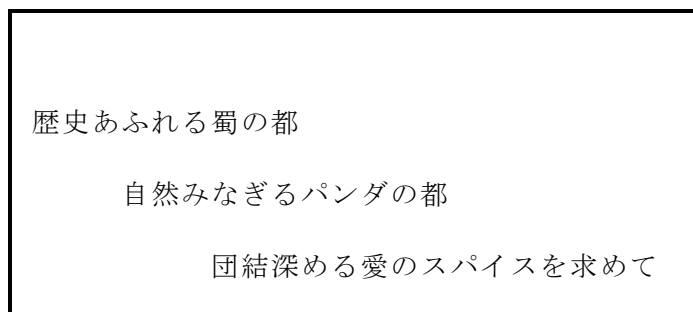 歴史あふれる蜀の都
自然みなぎるパンダの都
団結深める愛のスパイスを求めて